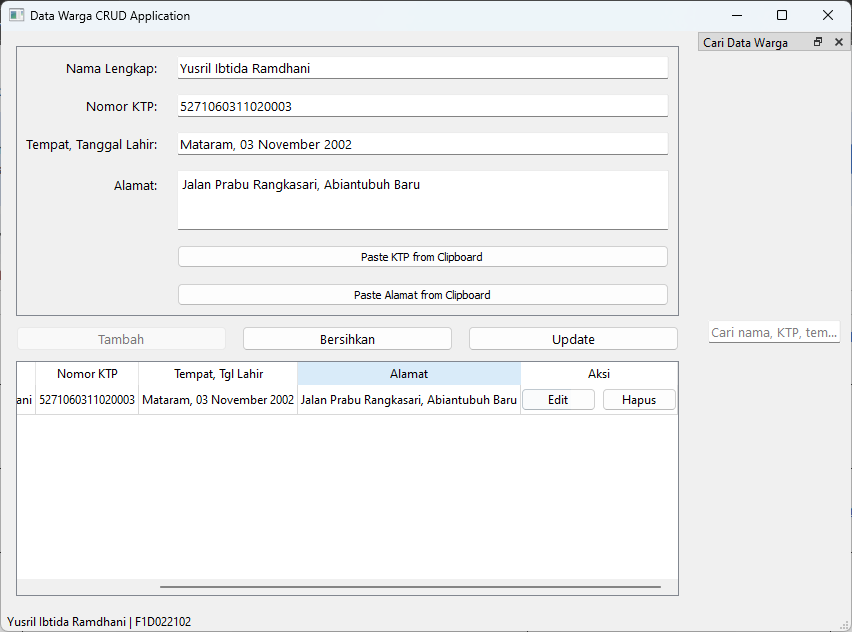 Data Warga CRUD Application
Cari Data Warga
Nama Lengkap: Yusril Ibtida Ramdhani
Nomor KTP: 5271060311020003
Tempat, Tanggal Lahir: Mataram, 03 November 2002
Alamat: Jalan Prabu Rangkasari, Abiantubuh Baru
Paste KTP from Clipboard
Paste Alamat from Clipboard
Tambah Bersihkan Update
Cari nama, KTP, tem...
Nomor KTP Tempat, Tgl Lahir Alamat Aksi
ani 5271060311020003 Mataram, 03 November 2002 Jalan Prabu Rangkasari, Abiantubuh Baru Edit Hapus
Yusril Ibtida Ramdhani | F1D022102